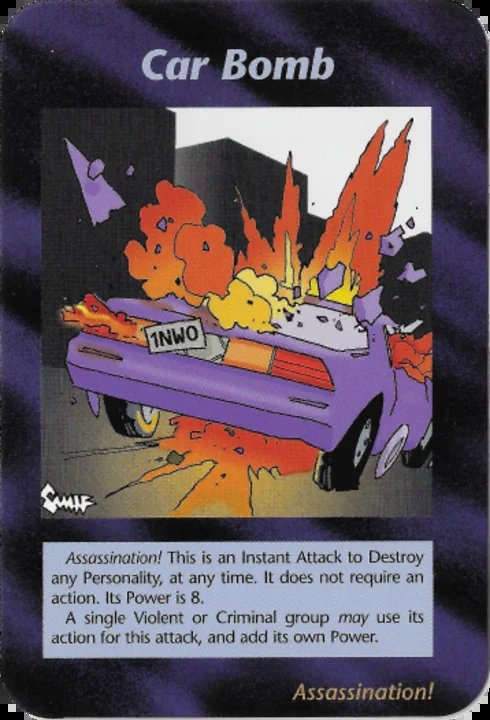 Car Bomb
1NWO
Assassination! This is an Instant Attack to Destroy
any Personality, at any time. It does not require an
action. Its Power is 8.
A single Violent or Criminal group may use its
action for this attack, and add its own Power.
Assassination!